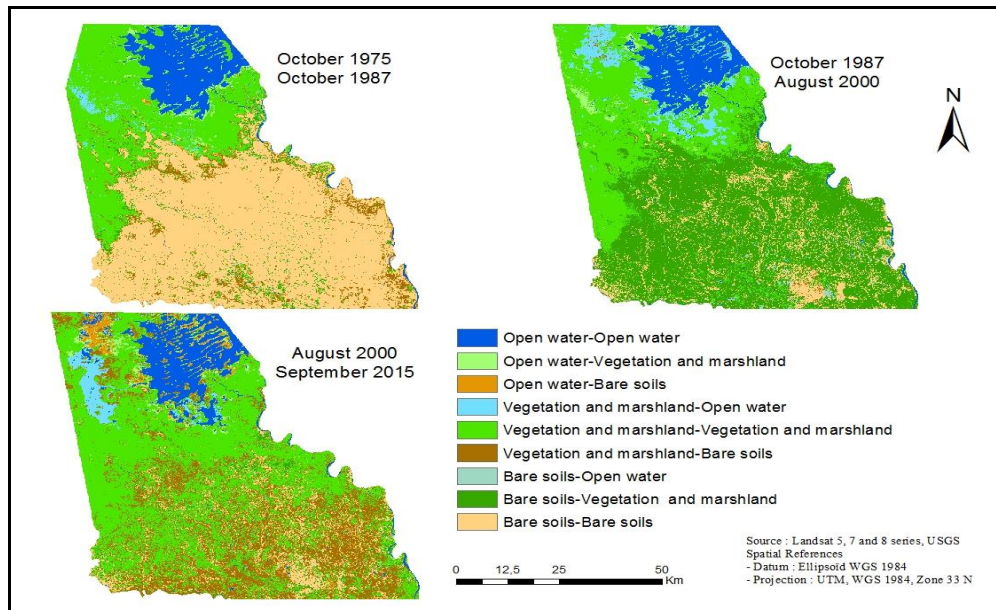 October 1975
October 1987
October 1987
August 2000
N
August 2000
September 2015
Open water-Open water
Open water-Vegetation and marshland
Open water-Bare soils
Vegetation and marshland-Open water
Vegetation and marshland-Vegetation and marshland
Vegetation and marshland-Bare soils
Bare soils-Open water
Bare soils-Vegetation and marshland
Bare soils-Bare soils
0 12,5 25 50
Km
Source : Landsat 5, 7 and 8 series, USGS
Spatial References
- Datum : Ellipsoïd WGS 1984
- Projection : UTM, WGS 1984, Zone 33 N